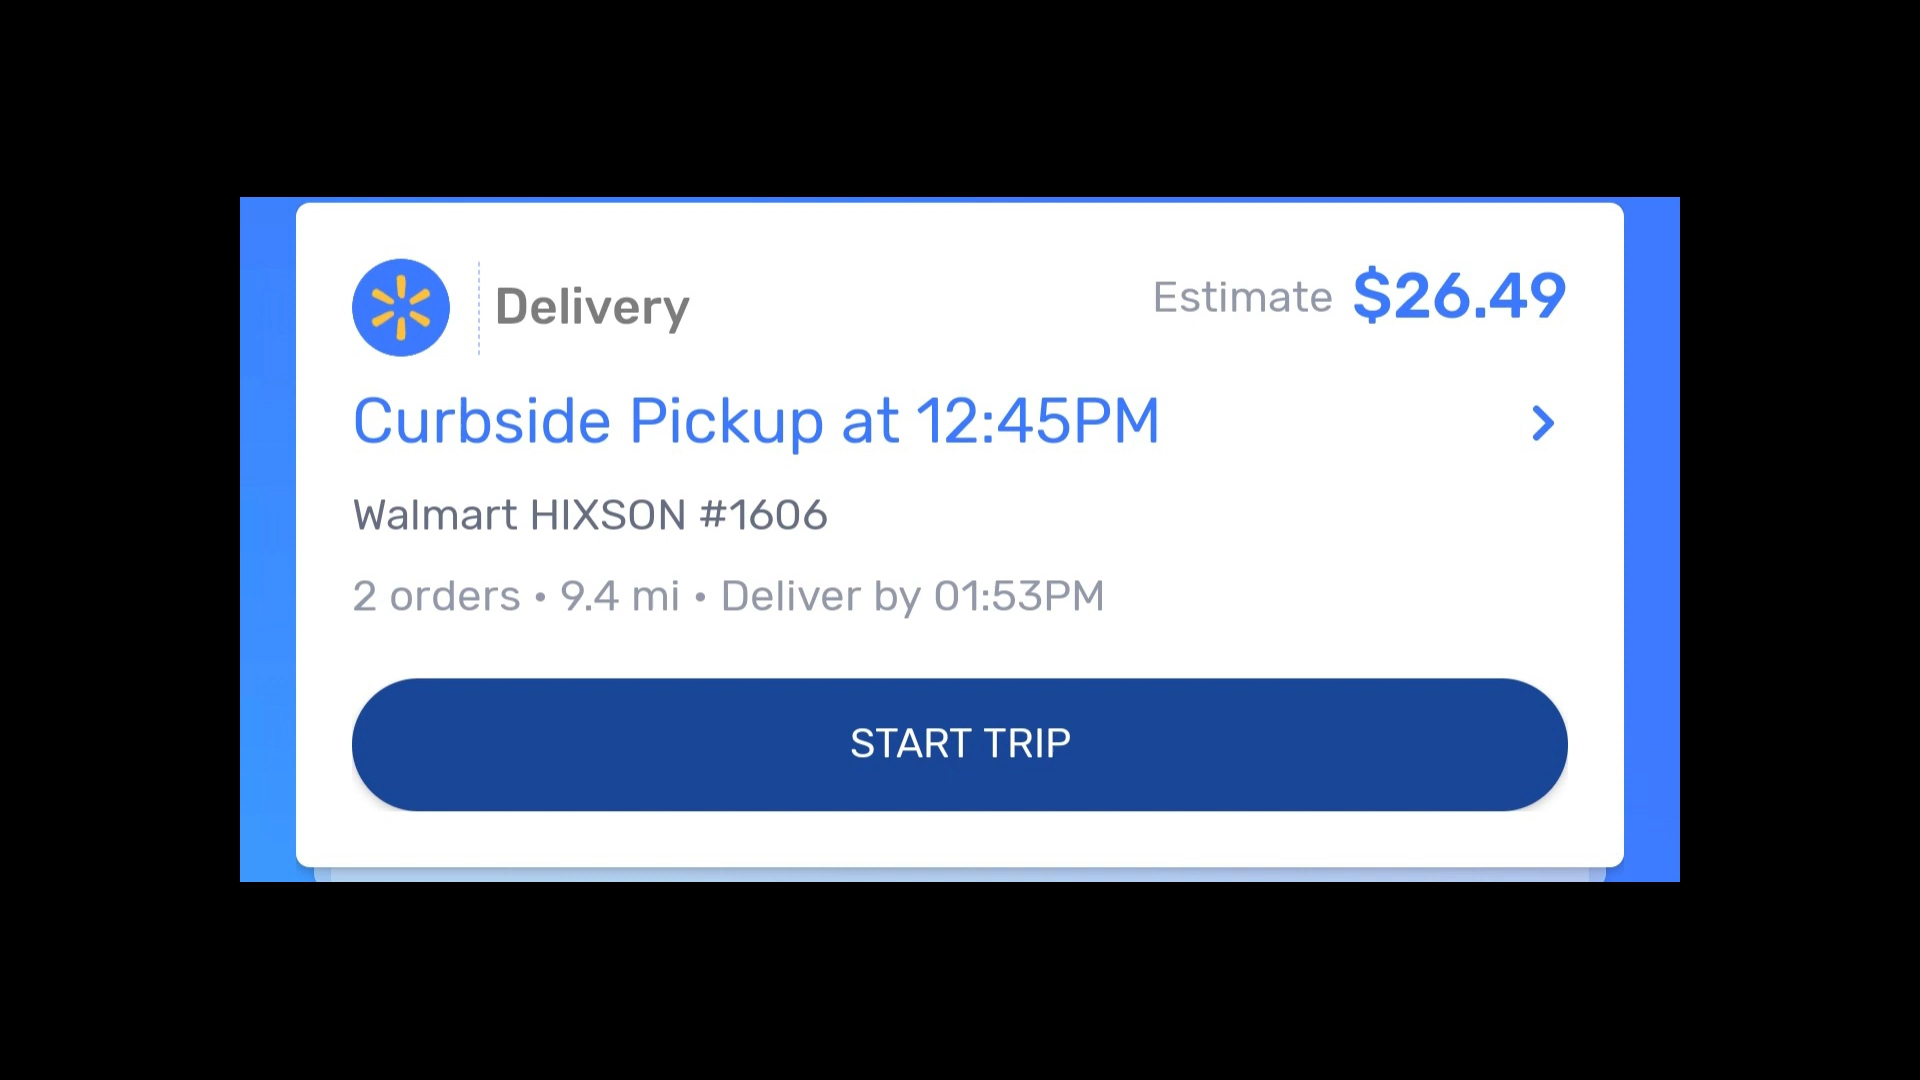 Delivery
Estimate $26.49
Curbside Pickup at 12:45PM
Walmart HIXSON #1606
2 orders • 9.4 mi • Deliver by 01:53PM
START TRIP